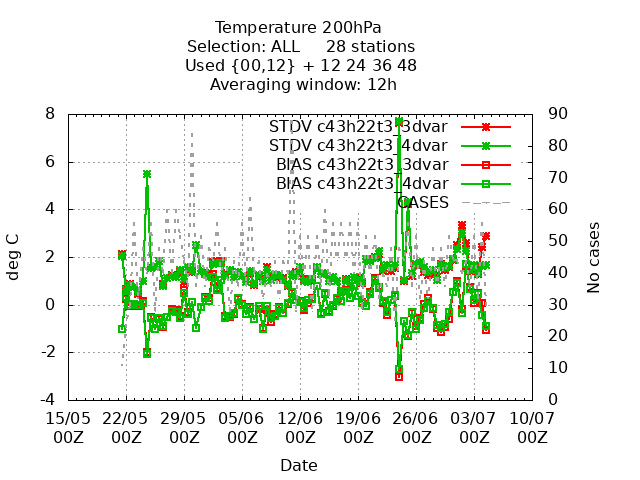 Temperature 200hPa
Selection: ALL     28 stations
Used {00,12} + 12 24 36 48
Averaging window: 12h
STDV c43h22t3_3dvar
STDV c43h22t3_4dvar
BIAS c43h22t3_3dvar
BIAS c43h22t3_4dvar
CASES
deg C
8
6
4
2
0
-2
-4
No cases
90
80
70
60
50
40
30
20
10
0
15/05 22/05 29/05 05/06 12/06 19/06 26/06 03/07 10/07
00Z 00Z 00Z 00Z 00Z 00Z 00Z 00Z 00Z
Date